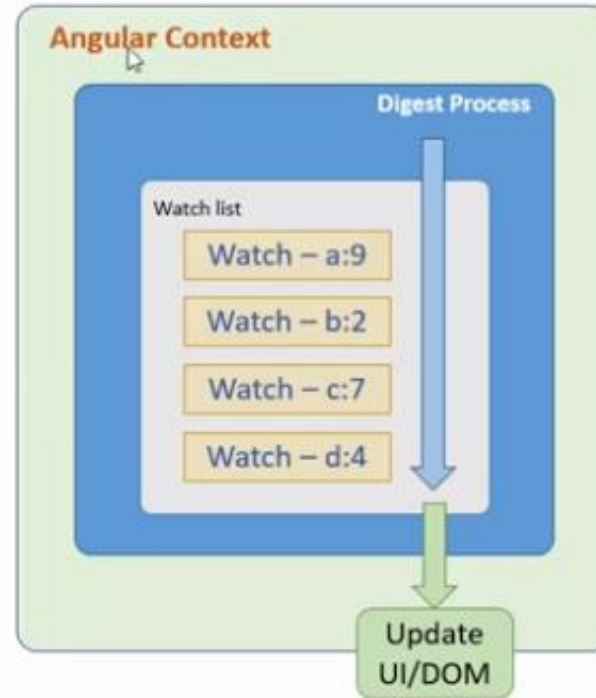 Angular Context
Digest Process
Watch list
Watch – a:9
Watch – b:2
Watch – c:7
Watch – d:4
Update
UI/DOM